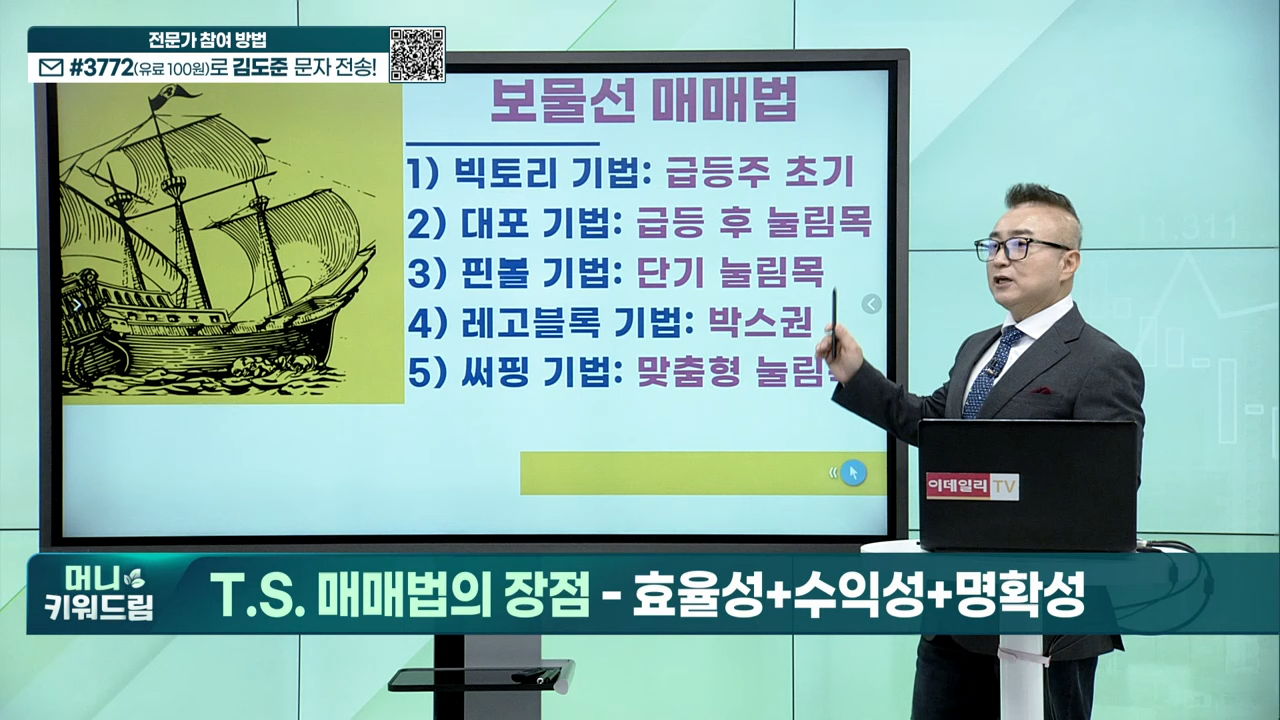 전문가 참여 방법
#3772(유료 100원)로 김도준 문자 전송!
보물선 매매법
1) 빅토리 기법: 급등주 초기
2) 대포 기법: 급등 후 눌림목
3) 핀볼 기법: 단기 눌림목
4) 레고블록 기법: 박스권
5) 써핑 기법: 맞춤형 눌림
이데일리TV
머니
키워드림
T.S. 매매법의 장점 - 효율성+수익성+명확성